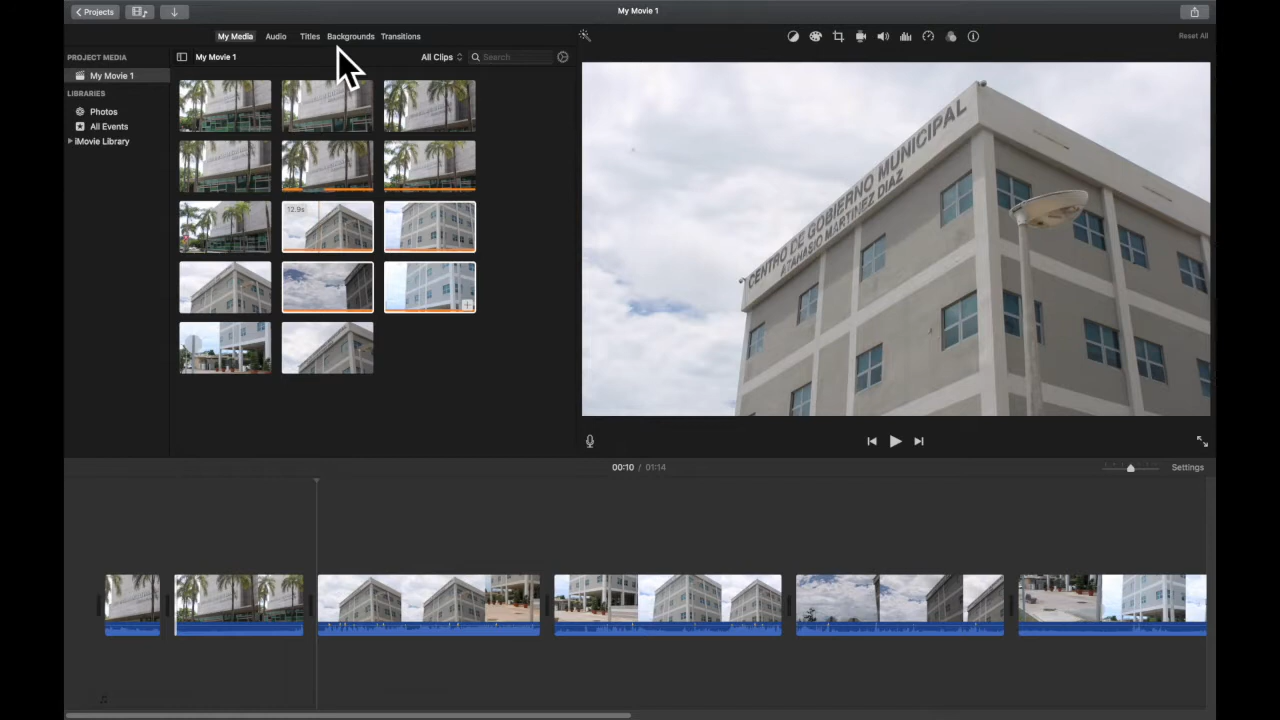 Projects
My Movie 1
My Media Audio Titles Backgrounds Transitions
Reset All
PROJECT MEDIA
My Movie 1
All Clips
Search
My Movie 1
LIBRARIES
Photos
All Events
iMovie Library
12.9s
CENTRO DE GOBIERNO MUNICIPAL
ATANASIO MARTINEZ DIAZ
00:10 / 01:14
Settings